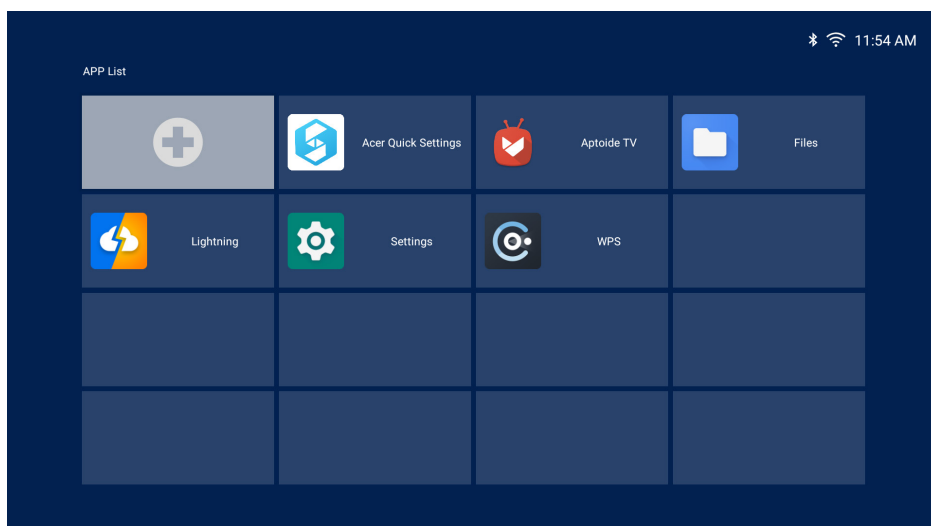 11:54 AM
APP List
Acer Quick Settings
Aptoide TV
Files
Lightning
Settings
WPS